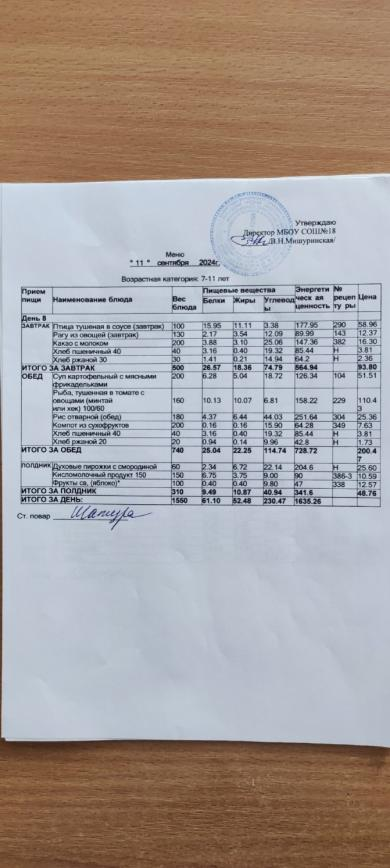 Утверждаю
Директор МБОУ СОШ№18
/В.Н.Мишуринская/
Меню
" 11 " сентября 2024г.
Возрастная категория: 7-11 лет
Прием пищи Наименование блюда Вес блюда Пищевые вещества Энергети ческ ая ценность № рецеп ту ры Цена
Белки Жиры Углевод ы
День 8
ЗАВТРАК Птица тушеная в соусе (завтрак) 100 15.95 11.11 3.38 177.95 290 58.96
Рагу из овощей (завтрак) 130 2.17 3.54 12.09 89.99 143 12.37
Какао с молоком 200 3.88 3.10 25.06 147.36 382 16.30
Хлеб пшеничный 40 40 3.16 0.40 19.32 85.44 Н 3.81
Хлеб ржаной 30 30 1.41 0.21 14.94 64.2 Н 2.36
ИТОГО ЗА ЗАВТРАК 500 26.57 18.36 74.79 564.94 93.80
ОБЕД Суп картофельный с мясными фрикадельками 200 6.28 5.04 18.72 126.34 104 51.51
Рыба, тушенная в томате с
овощами (минтай
или хек) 100/60 160 10.13 10.07 6.81 158.22 229 110.4 3
Рис отварной (обед) 180 4.37 6.44 44.03 251.64 304 25.36
Компот из сухофруктов 200 0.16 0.16 15.90 64.28 349 7.63
Хлеб пшеничный 40 40 3.16 0.40 19.32 85.44 Н 3.81
Хлеб ржаной 20 20 0.94 0.14 9.96 42.8 Н 1.73
ИТОГО ЗА ОБЕД 740 25.04 22.25 114.74 728.72 200.4 7
ПОЛДНИК Духовые пирожки с смородиной 60 2.34 6.72 22.14 204.6 Н 25.60
Кисломолочный продукт 150 150 6.75 3.75 9.00 90 386-3 10.59
Фрукты св. (яблоко)* 100 0.40 0.40 9.80 47 338 12.57
ИТОГО ЗА ПОЛДНИК 310 9.49 10.87 40.94 341.6 48.76
ИТОГО ЗА ДЕНЬ: 1550 61.10 52.48 230.47 1635.26
Ст. повар